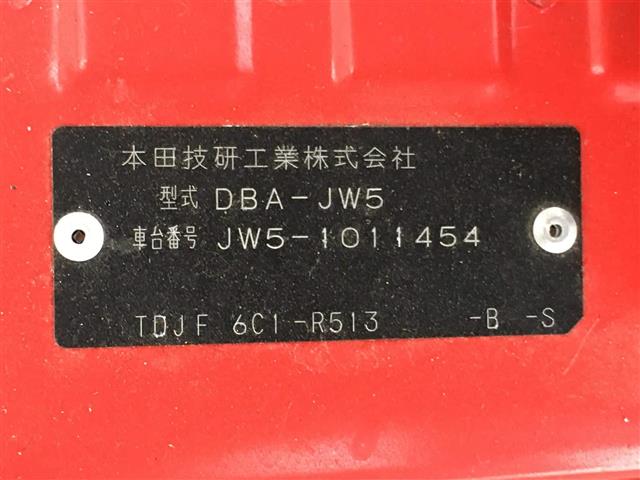 本田技研工業株式会社
型式 DBA-JW5
車台番号 JW5-1011454
TDJF 6C1-R513 -B -S